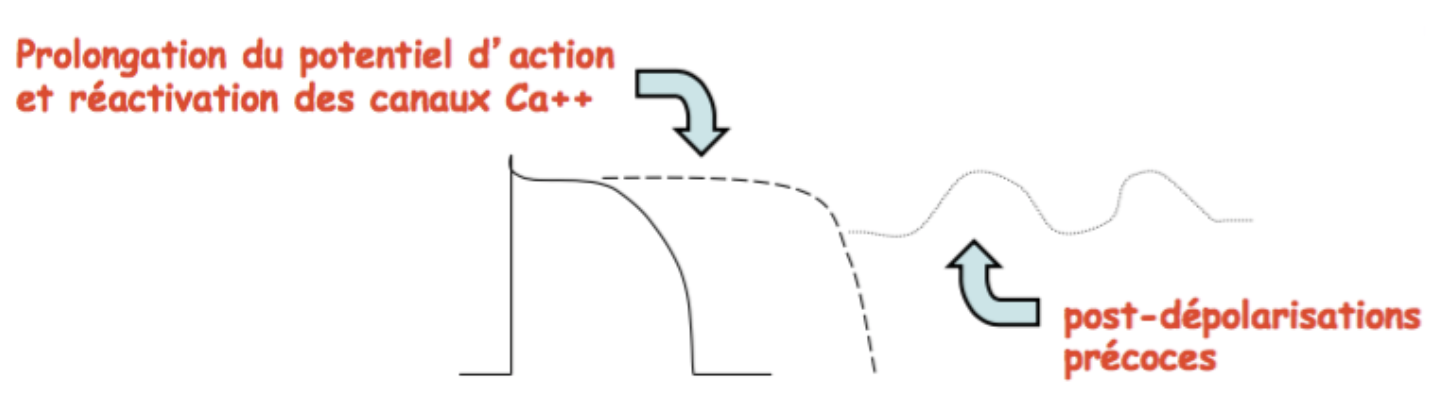 Prolongation du potentiel d’action
et réactivation des canaux Ca++
post-dépolarisations
précoces